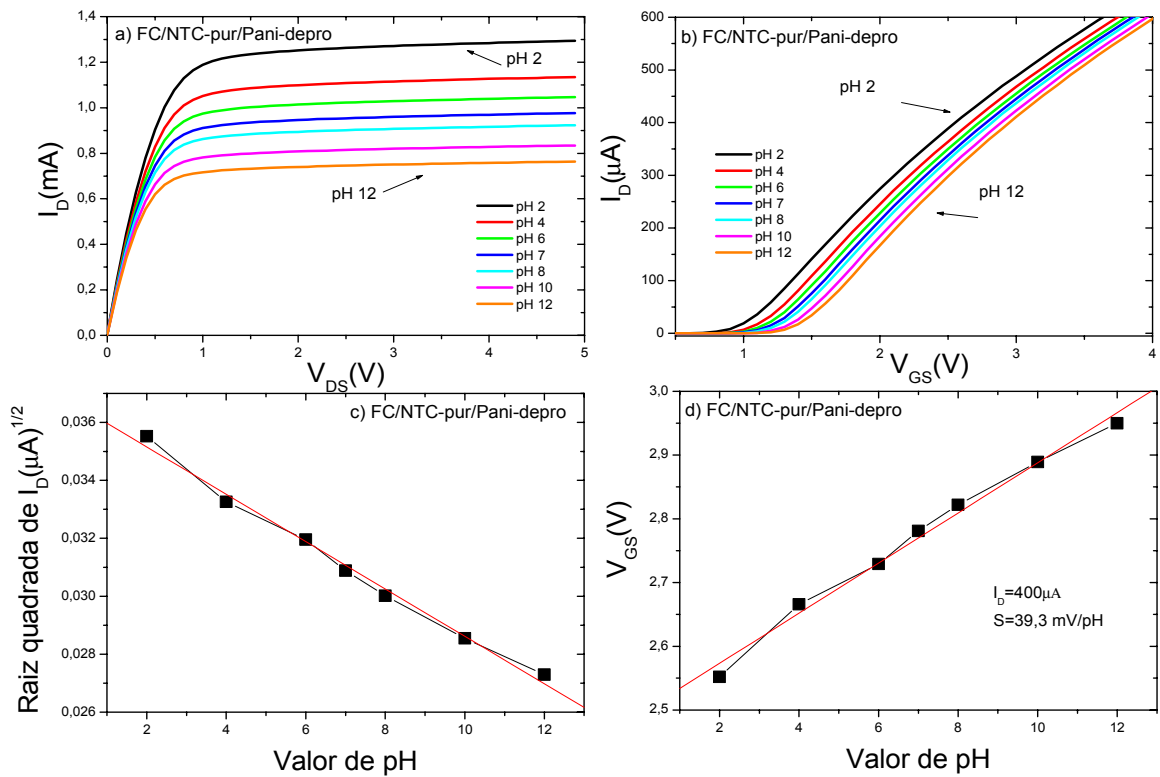 a) FC/NTC-pur/Pani-depro
1,4
1,2
1,0
0,8
0,6
0,4
0,2
0,0
I_D(mA)
pH 2
pH 12
pH 2
pH 4
pH 6
pH 7
pH 8
pH 10
pH 12
0 1 2 3 4 5
V_DS(V)
b) FC/NTC-pur/Pani-depro
600
500
400
300
200
100
0
I_D(μA)
pH 2
pH 12
pH 2
pH 4
pH 6
pH 7
pH 8
pH 10
pH 12
1 2 3 4
V_GS(V)
c) FC/NTC-pur/Pani-depro
0,036
0,034
0,032
0,030
0,028
0,026
Raiz quadrada de I_D(μA)^1/2
2 4 6 8 10 12
Valor de pH
d) FC/NTC-pur/Pani-depro
3,0
2,9
2,8
2,7
2,6
2,5
V_GS(V)
I_D=400μA
S=39,3 mV/pH
2 4 6 8 10 12
Valor de pH